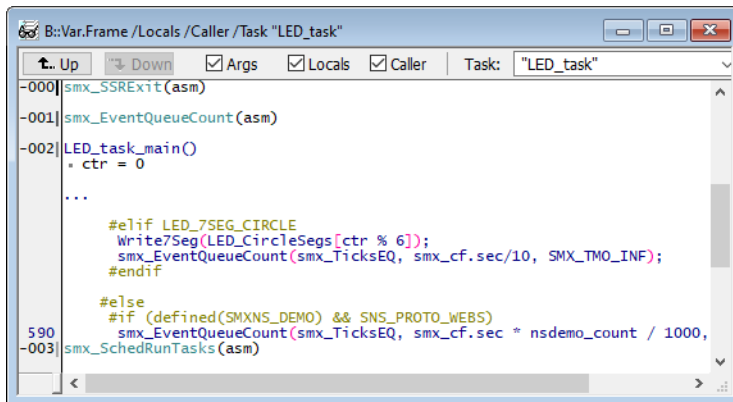 B::Var.Frame /Locals /Caller /Task "LED_task"
Up Down Args Locals Caller Task: "LED_task"
-000 smx_SSRExit(asm)
-001 smx_EventQueueCount(asm)
-002 LED_task_main()
ctr = 0
...
#elif LED_7SEG_CIRCLE
Write7Seg(LED_CircleSegs[ctr % 6]);
smx_EventQueueCount(smx_TicksEQ, smx_cf.sec/10, SMX_TMO_INF);
#endif
#else
#if (defined(SMXNS_DEMO) && SNS_PROTO_WEBS)
590 smx_EventQueueCount(smx_TicksEQ, smx_cf.sec * nsdemo_count / 1000,
-003 smx_SchedRunTasks(asm)